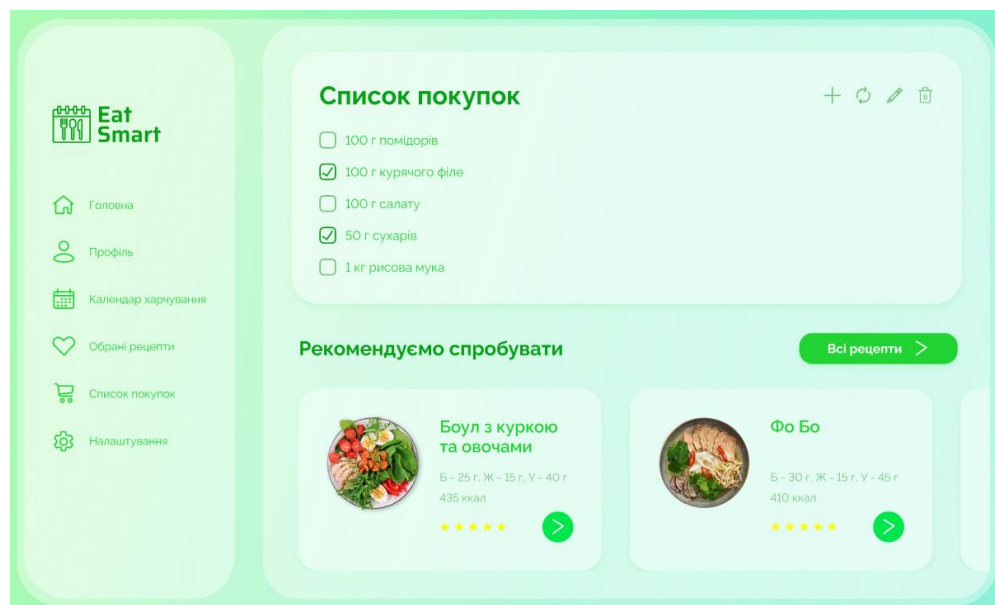 Eat
Smart
Головна
Профіль
Календар харчування
Обрані рецепти
Список покупок
Налаштування
Список покупок
100 г помідорів
100 г курячого філе
100 г салату
50 г сухарів
1 кг рисова мука
Рекомендуємо спробувати
Всі рецепти
Боул з куркою
та овочами
Б - 25 г. Ж - 15 г. У - 40 г
435 ккал
Фо Бо
Б - 30 г. Ж - 15 г. У - 45 г
410 ккал